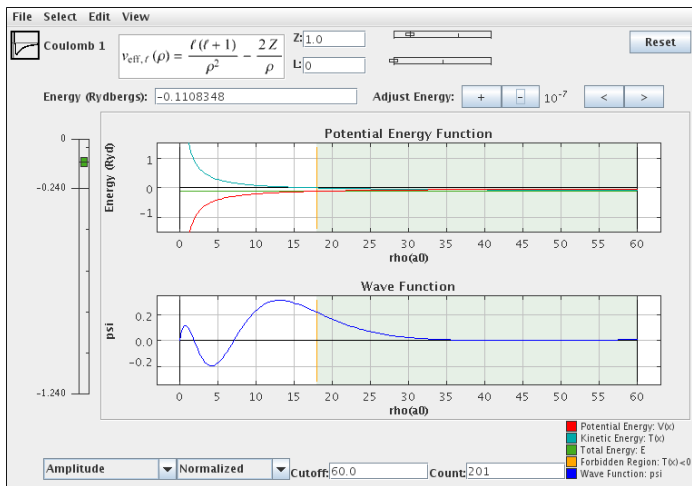 File Select Edit View
Coulomb 1
v_eff,ℓ (ρ) = ℓ(ℓ + 1) / ρ² − 2 Z / ρ
Z: 1.0
L: 0
Reset
Energy (Rydbergs): -0.1108348 Adjust Energy: + - 10⁻⁷ < >
0
-0.240
-1.240
Potential Energy Function
Energy (Ryd)
1
0
-1
0 5 10 15 20 25 30 35 40 45 50 55 60
rho(a0)
Wave Function
psi
0.2
0.0
-0.2
0 5 10 15 20 25 30 35 40 45 50 55 60
rho(a0)
Potential Energy: V(x)
Kinetic Energy: T(x)
Total Energy: E
Forbidden Region: T(x)<0
Wave Function: psi
Amplitude Normalized Cutoff: 60.0 Count: 201